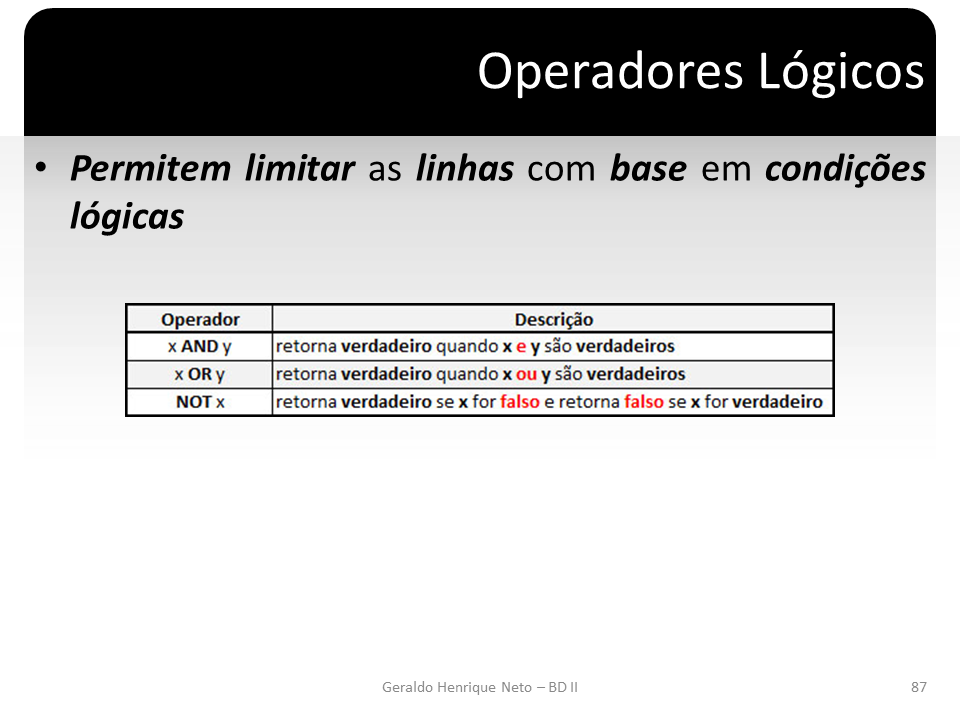 Operadores Lógicos
• Permitem limitar as linhas com base em condições
lógicas
Operador Descrição
x AND y retorna verdadeiro quando x e y são verdadeiros
x OR y retorna verdadeiro quando x ou y são verdadeiros
NOT x retorna verdadeiro se x for falso e retorna falso se x for verdadeiro
Geraldo Henrique Neto – BD II 87